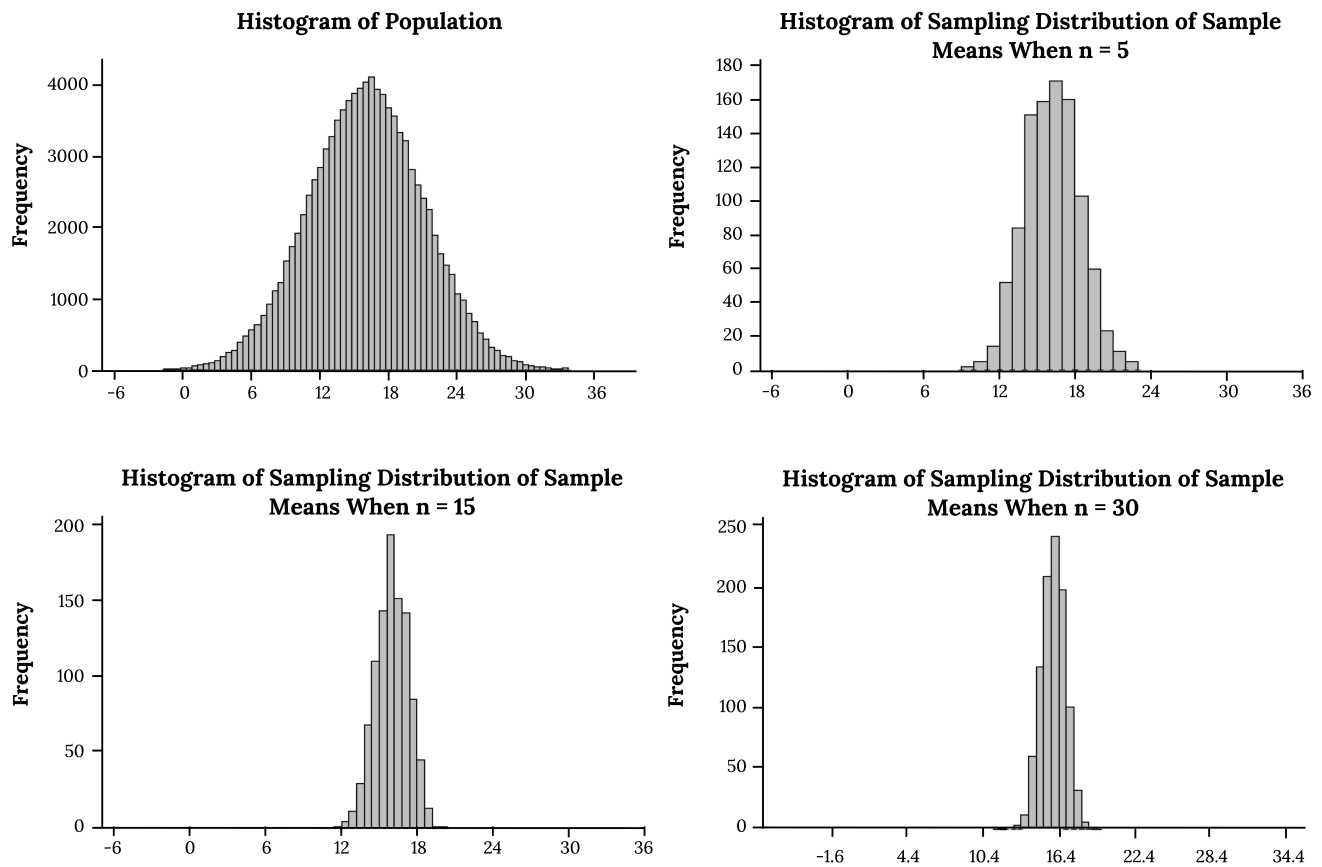 Histogram of Population
Frequency
4000
3000
2000
1000
0
-6 0 6 12 18 24 30 36
Histogram of Sampling Distribution of Sample
Means When n = 5
Frequency
180
160
140
120
100
80
60
40
20
0
-6 0 6 12 18 24 30 36
Histogram of Sampling Distribution of Sample
Means When n = 15
Frequency
200
150
100
50
0
-6 0 6 12 18 24 30 36
Histogram of Sampling Distribution of Sample
Means When n = 30
Frequency
250
200
150
100
50
0
-1.6 4.4 10.4 16.4 22.4 28.4 34.4